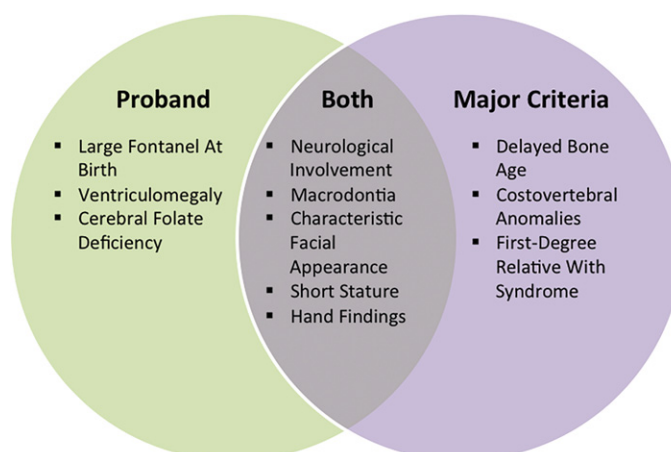 Proband
▪ Large Fontanel At
Birth
▪ Ventriculomegaly
▪ Cerebral Folate
Deficiency
Both
▪ Neurological
Involvement
▪ Macrodontia
▪ Characteristic
Facial
Appearance
▪ Short Stature
▪ Hand Findings
Major Criteria
▪ Delayed Bone
Age
▪ Costovertebral
Anomalies
▪ First-Degree
Relative With
Syndrome